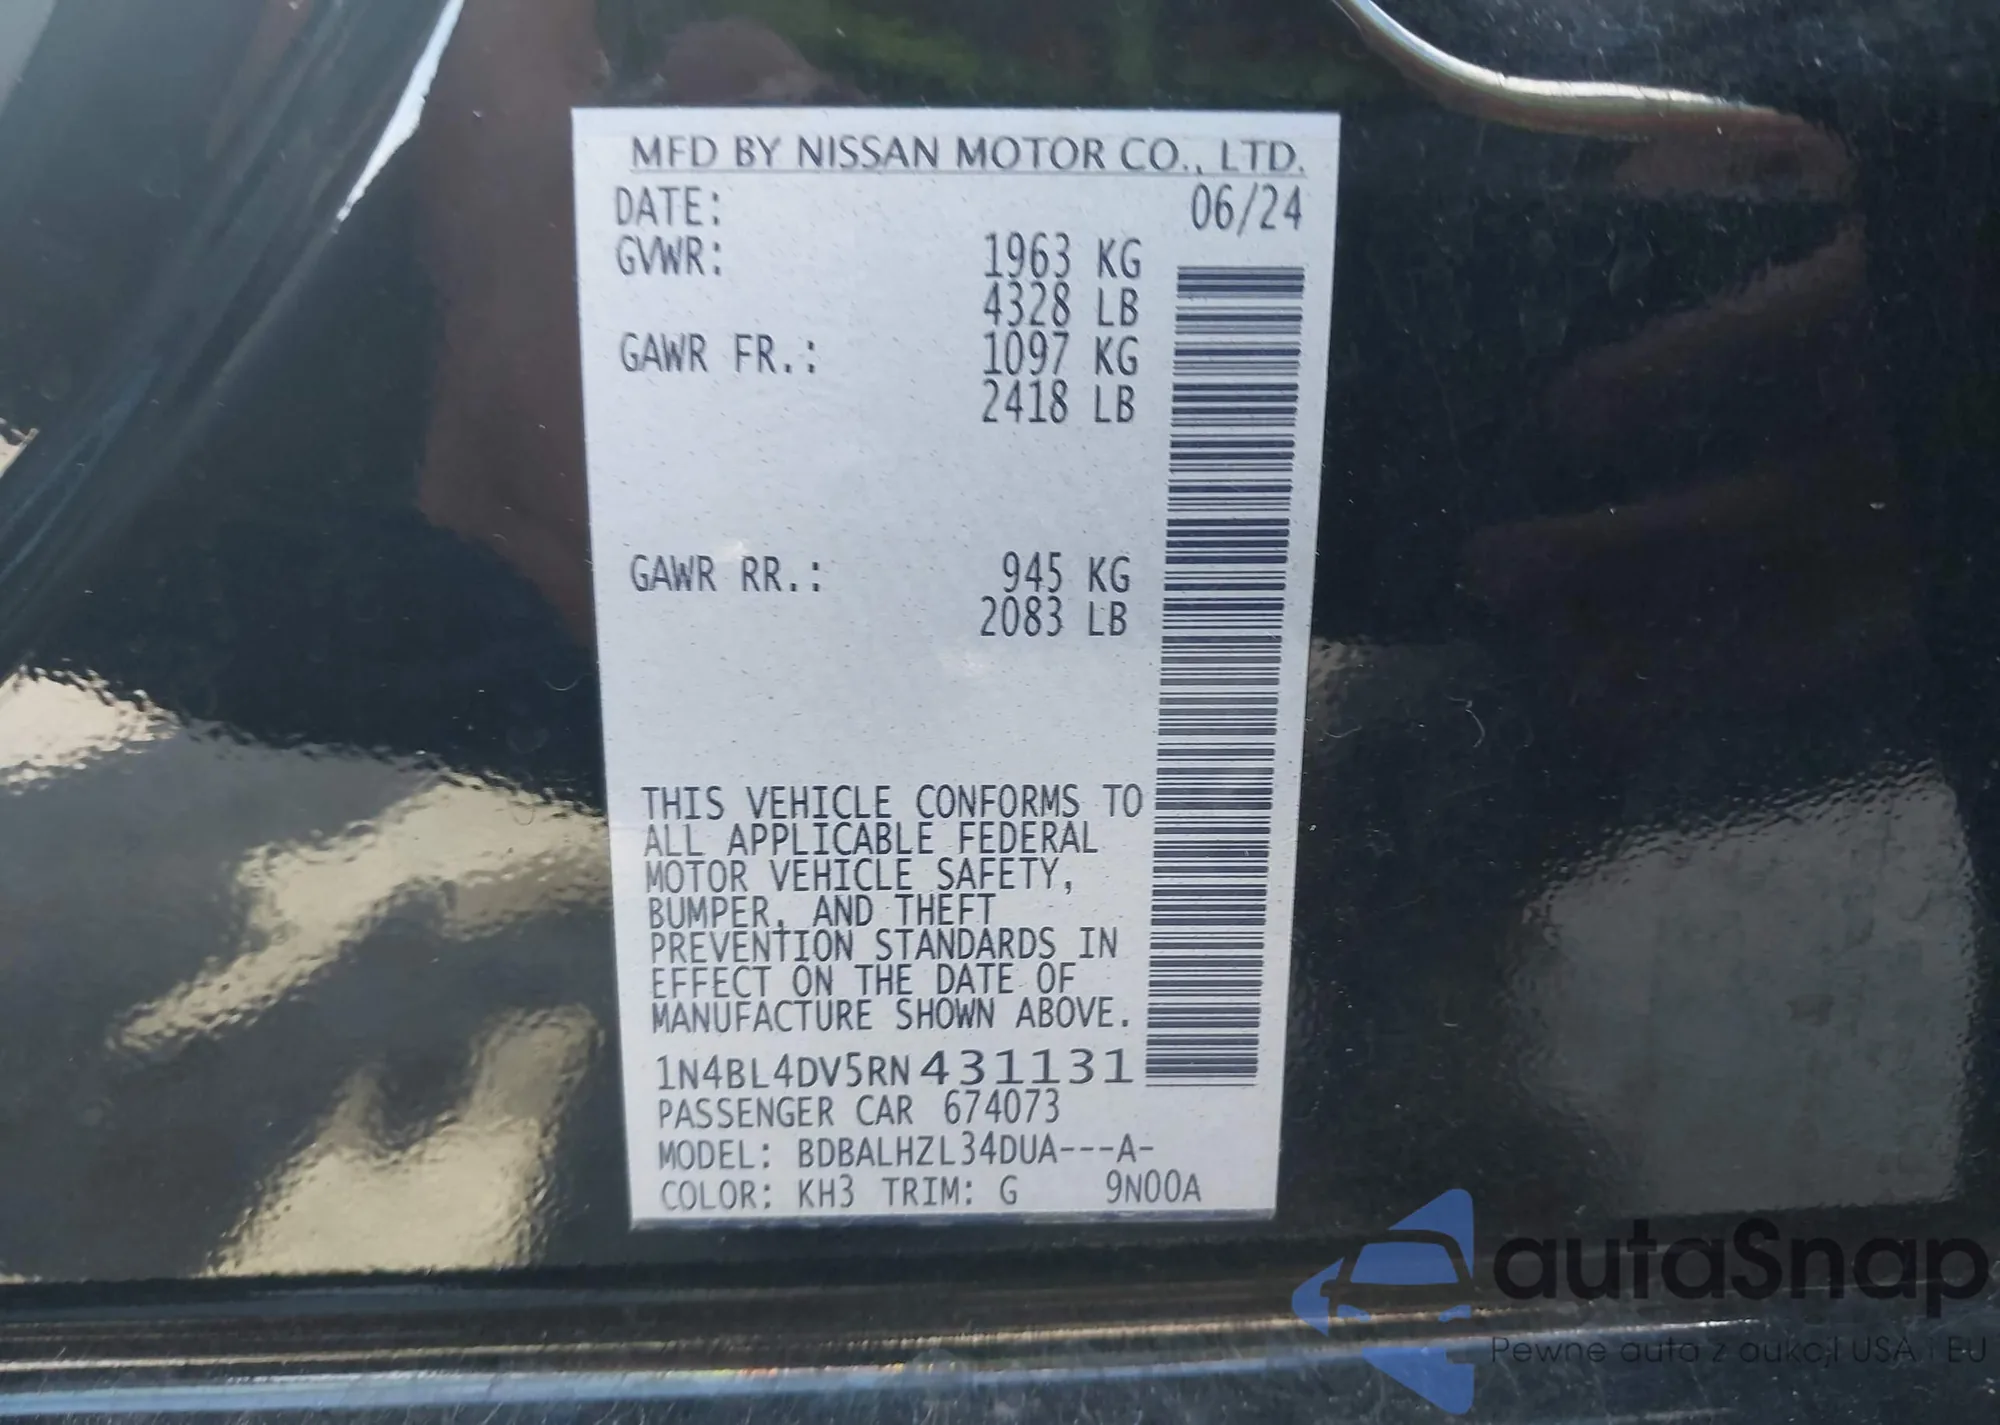 MFD BY NISSAN MOTOR CO., LTD.
DATE: 06/24
GVWR: 1963 KG
4328 LB
GAWR FR.: 1097 KG
2418 LB
GAWR RR.: 945 KG
2083 LB
THIS VEHICLE CONFORMS TO
ALL APPLICABLE FEDERAL
MOTOR VEHICLE SAFETY,
BUMPER, AND THEFT
PREVENTION STANDARDS IN
EFFECT ON THE DATE OF
MANUFACTURE SHOWN ABOVE.
1N4BL4DV5RN431131
PASSENGER CAR 674073
MODEL: BDBALHZL34DUA---A-
COLOR: KH3 TRIM: G 9N00A
autaSnap
Pewne auta z aukcji USA i EU